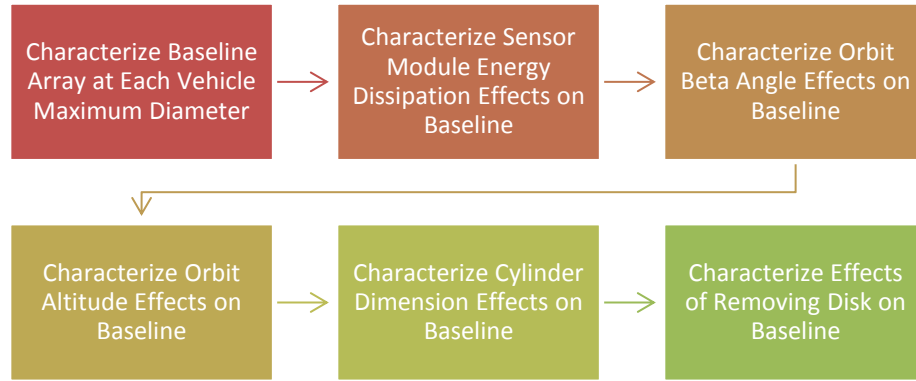 Characterize Baseline
Array at Each Vehicle
Maximum Diameter
Characterize Sensor
Module Energy
Dissipation Effects on
Baseline
Characterize Orbit
Beta Angle Effects on
Baseline
Characterize Orbit
Altitude Effects on
Baseline
Characterize Cylinder
Dimension Effects on
Baseline
Characterize Effects
of Removing Disk on
Baseline